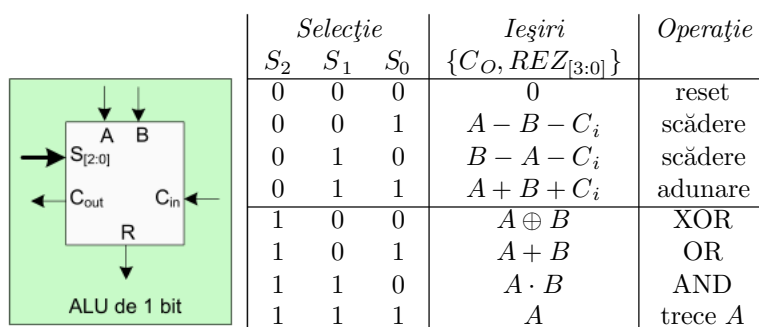 A B
S[2:0]
Cout Cin
R
ALU de 1 bit
Selecţie Ieşiri Operaţie
S2 S1 S0 {CO, REZ[3:0]}
0 0 0 0 reset
0 0 1 A − B − Ci scădere
0 1 0 B − A − Ci scădere
0 1 1 A + B + Ci adunare
1 0 0 A ⊕ B XOR
1 0 1 A + B OR
1 1 0 A · B AND
1 1 1 A trece A